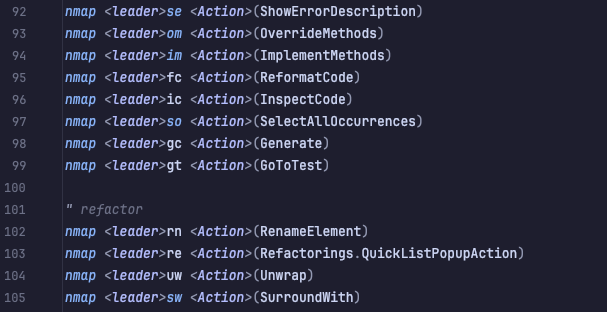 92 nmap <leader>se <Action>(ShowErrorDescription)
93 nmap <leader>om <Action>(OverrideMethods)
94 nmap <leader>im <Action>(ImplementMethods)
95 nmap <leader>fc <Action>(ReformatCode)
96 nmap <leader>ic <Action>(InspectCode)
97 nmap <leader>so <Action>(SelectAllOccurrences)
98 nmap <leader>gc <Action>(Generate)
99 nmap <leader>gt <Action>(GoToTest)
100
101 " refactor
102 nmap <leader>rn <Action>(RenameElement)
103 nmap <leader>re <Action>(Refactorings.QuickListPopupAction)
104 nmap <leader>uw <Action>(Unwrap)
105 nmap <leader>sw <Action>(SurroundWith)